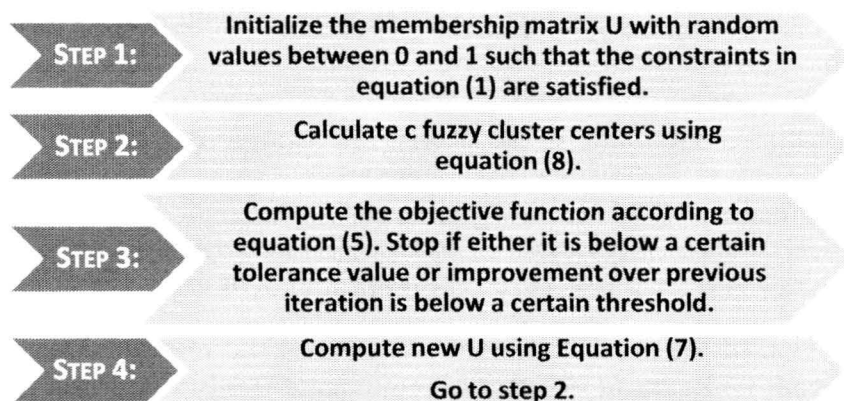 STEP 1:
Initialize the membership matrix U with random
values between 0 and 1 such that the constraints in
equation (1) are satisfied.
STEP 2:
Calculate c fuzzy cluster centers using
equation (8).
STEP 3:
Compute the objective function according to
equation (5). Stop if either it is below a certain
tolerance value or improvement over previous
iteration is below a certain threshold.
STEP 4:
Compute new U using Equation (7).
Go to step 2.